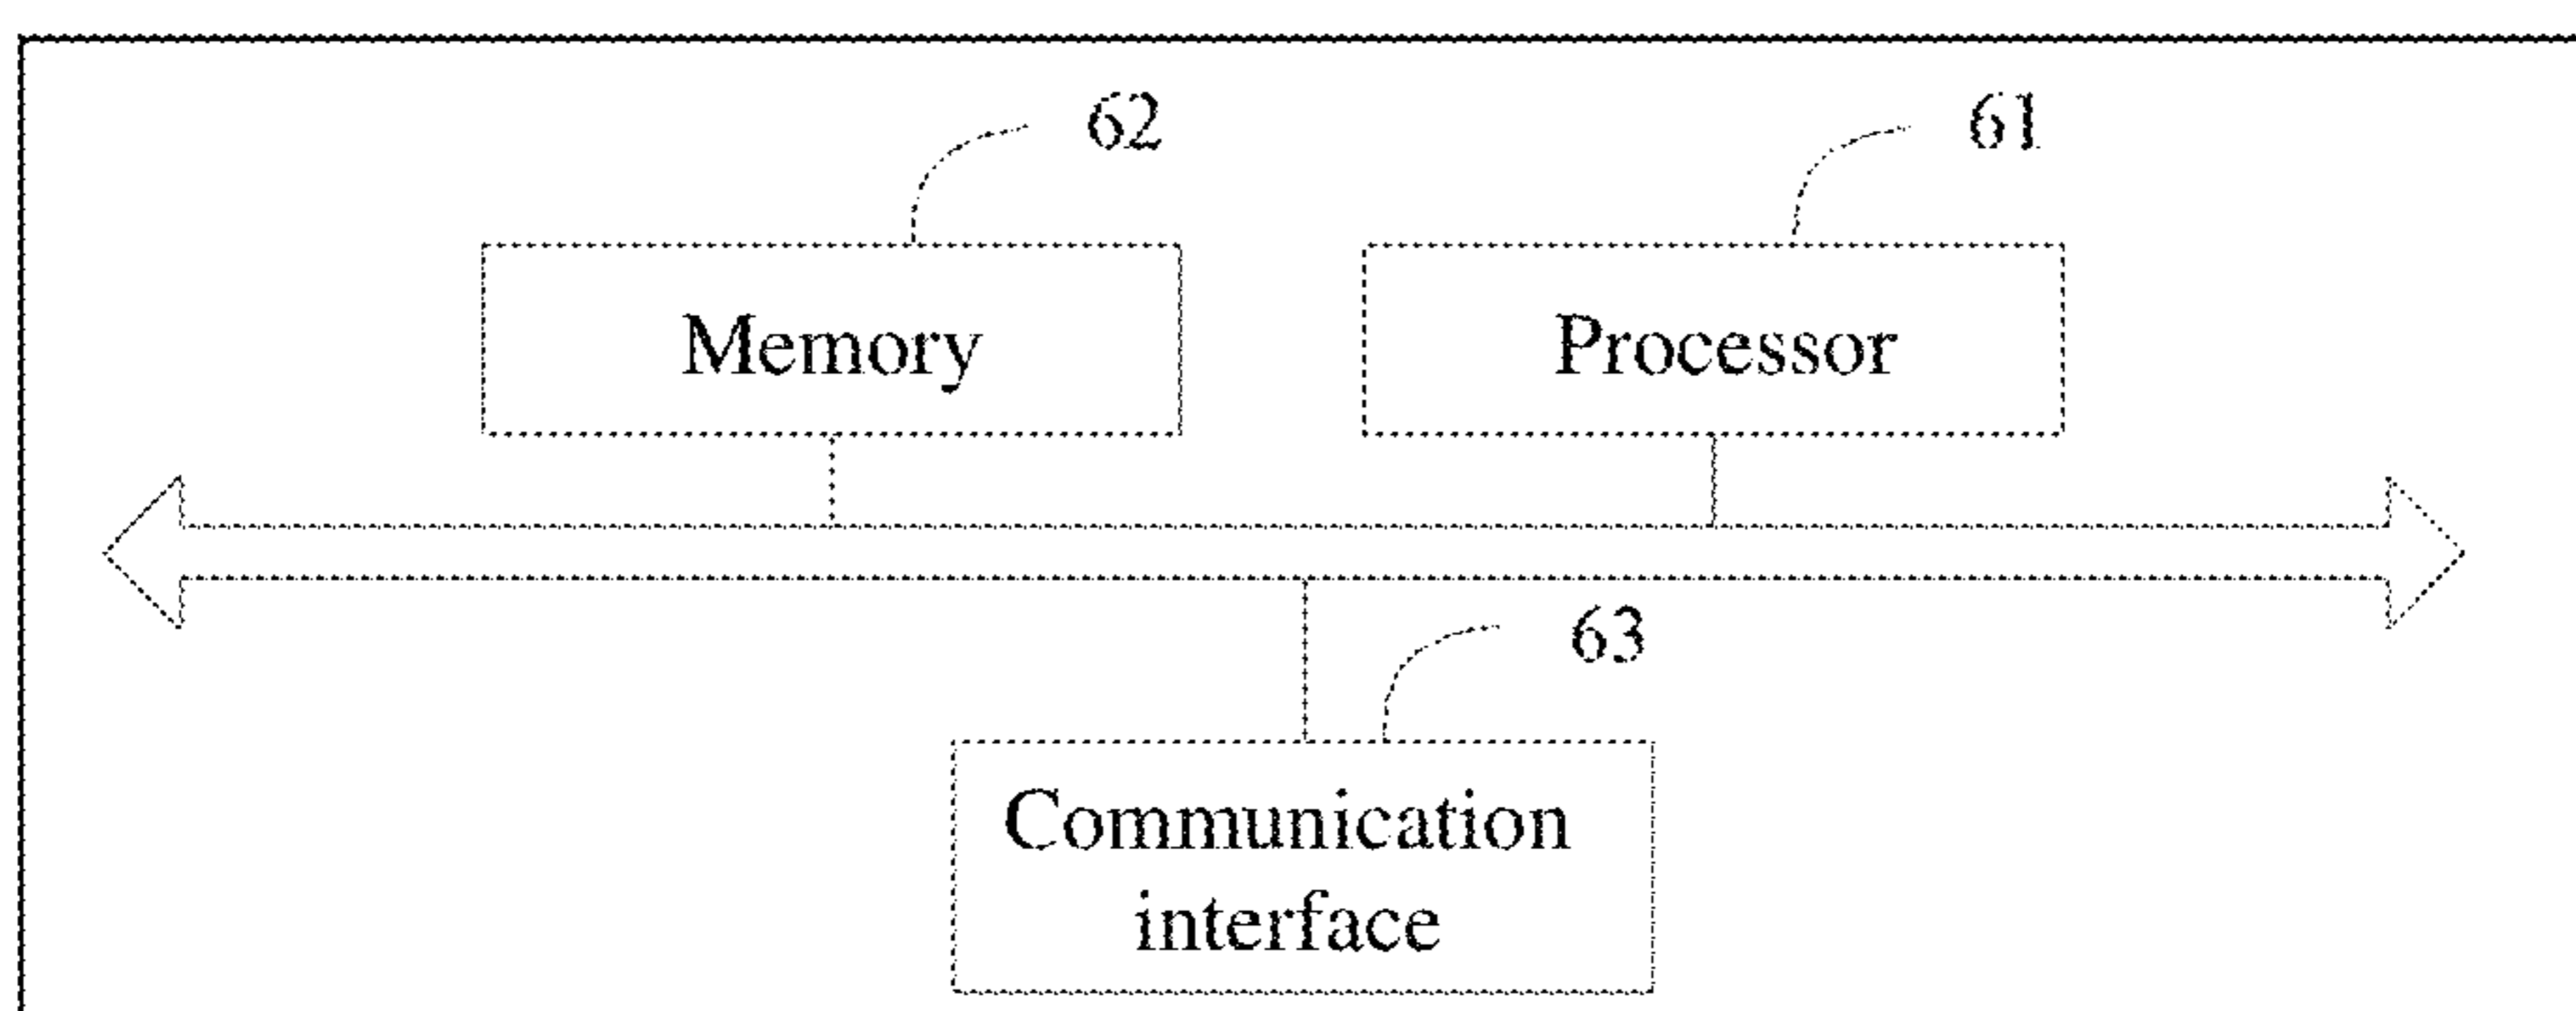 62
61
Memory
Processor
63
Communication
interface